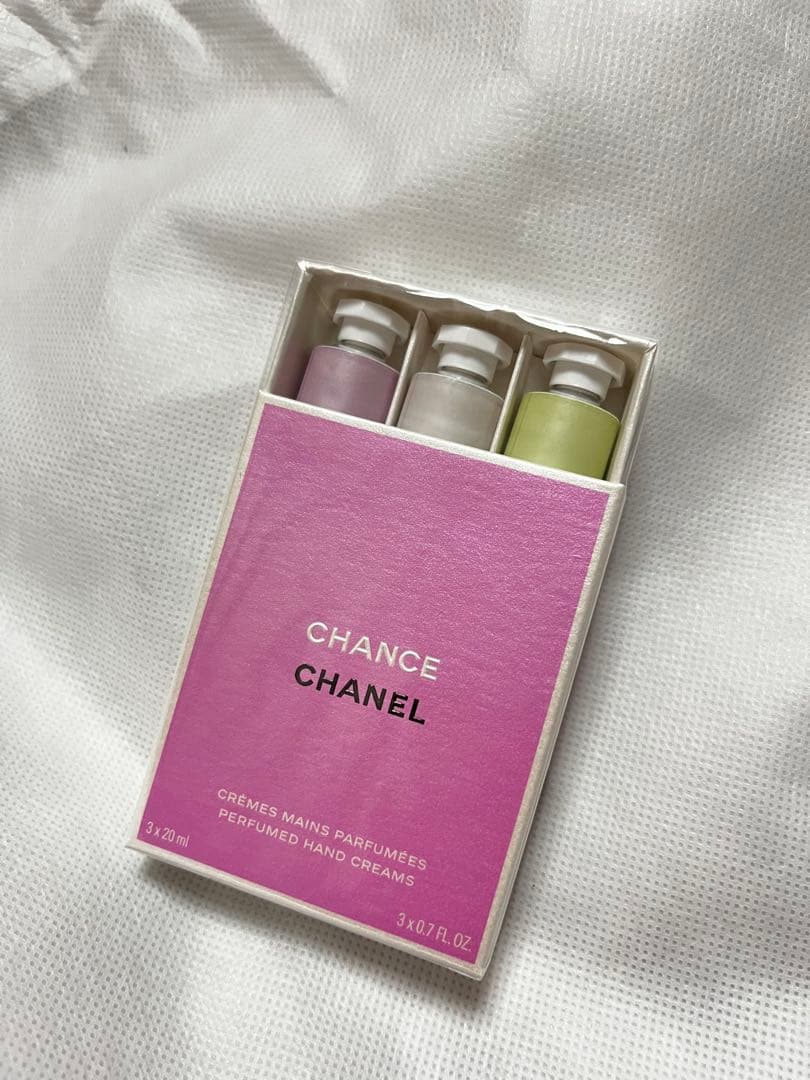 CHANCE
CHANEL
CRÈMES MAINS PARFUMÉES
PERFUMED HAND CREAMS
3 x 20 ml
3 x 0.7 FL. OZ.